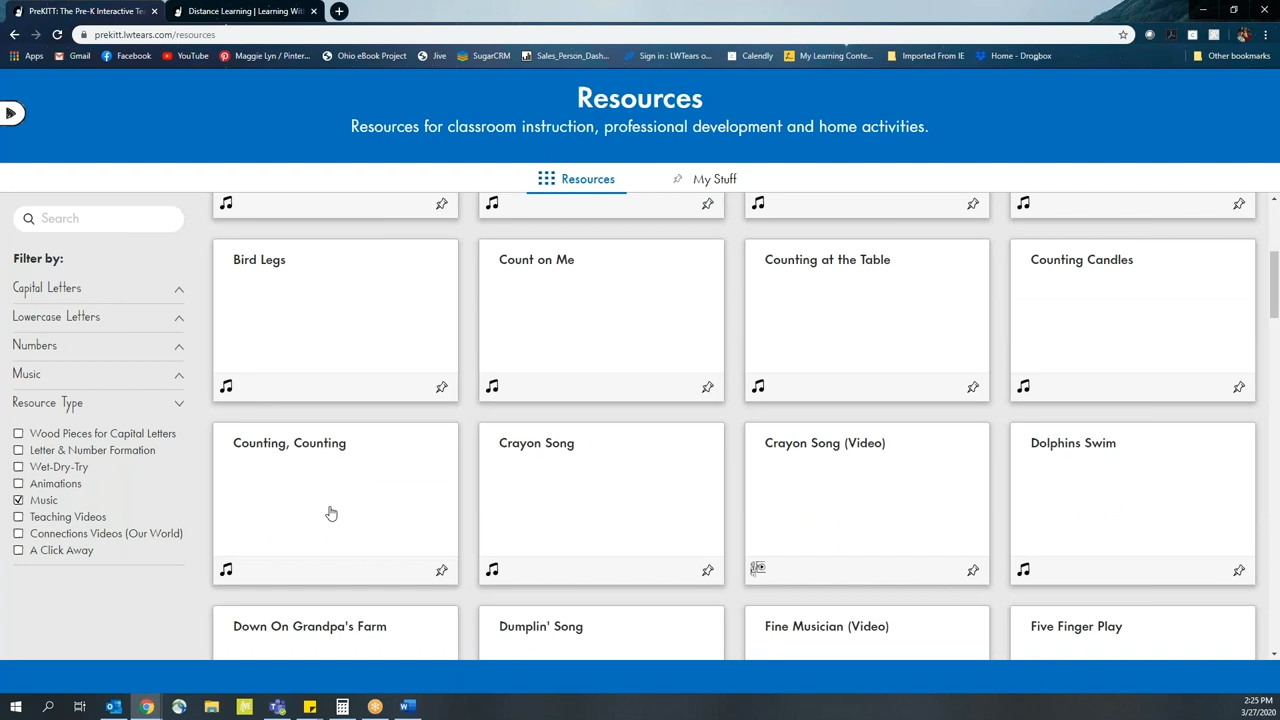 PreKITT: The Pre-K Interactive Te
Distance Learning | Learning With
prekitt.lwtears.com/resources
Apps
Gmail
Facebook
YouTube
Maggie Lyn / Pinter...
Ohio eBook Project
Jive
SugarCRM
Sales_Person_Dash...
Sign in : LWTears o...
Calendly
My Learning Conte...
Imported From IE
Home - Dropbox
Other bookmarks
Resources
Resources for classroom instruction, professional development and home activities.
Resources
My Stuff
Search
Filter by:
Capital Letters
Lowercase Letters
Numbers
Music
Resource Type
Wood Pieces for Capital Letters
Letter & Number Formation
Wet-Dry-Try
Animations
Music
Teaching Videos
Connections Videos (Our World)
A Click Away
Bird Legs
Count on Me
Counting at the Table
Counting Candles
Counting, Counting
Crayon Song
Crayon Song (Video)
Dolphins Swim
Down On Grandpa's Farm
Dumplin' Song
Fine Musician (Video)
Five Finger Play
2:25 PM
3/27/2020